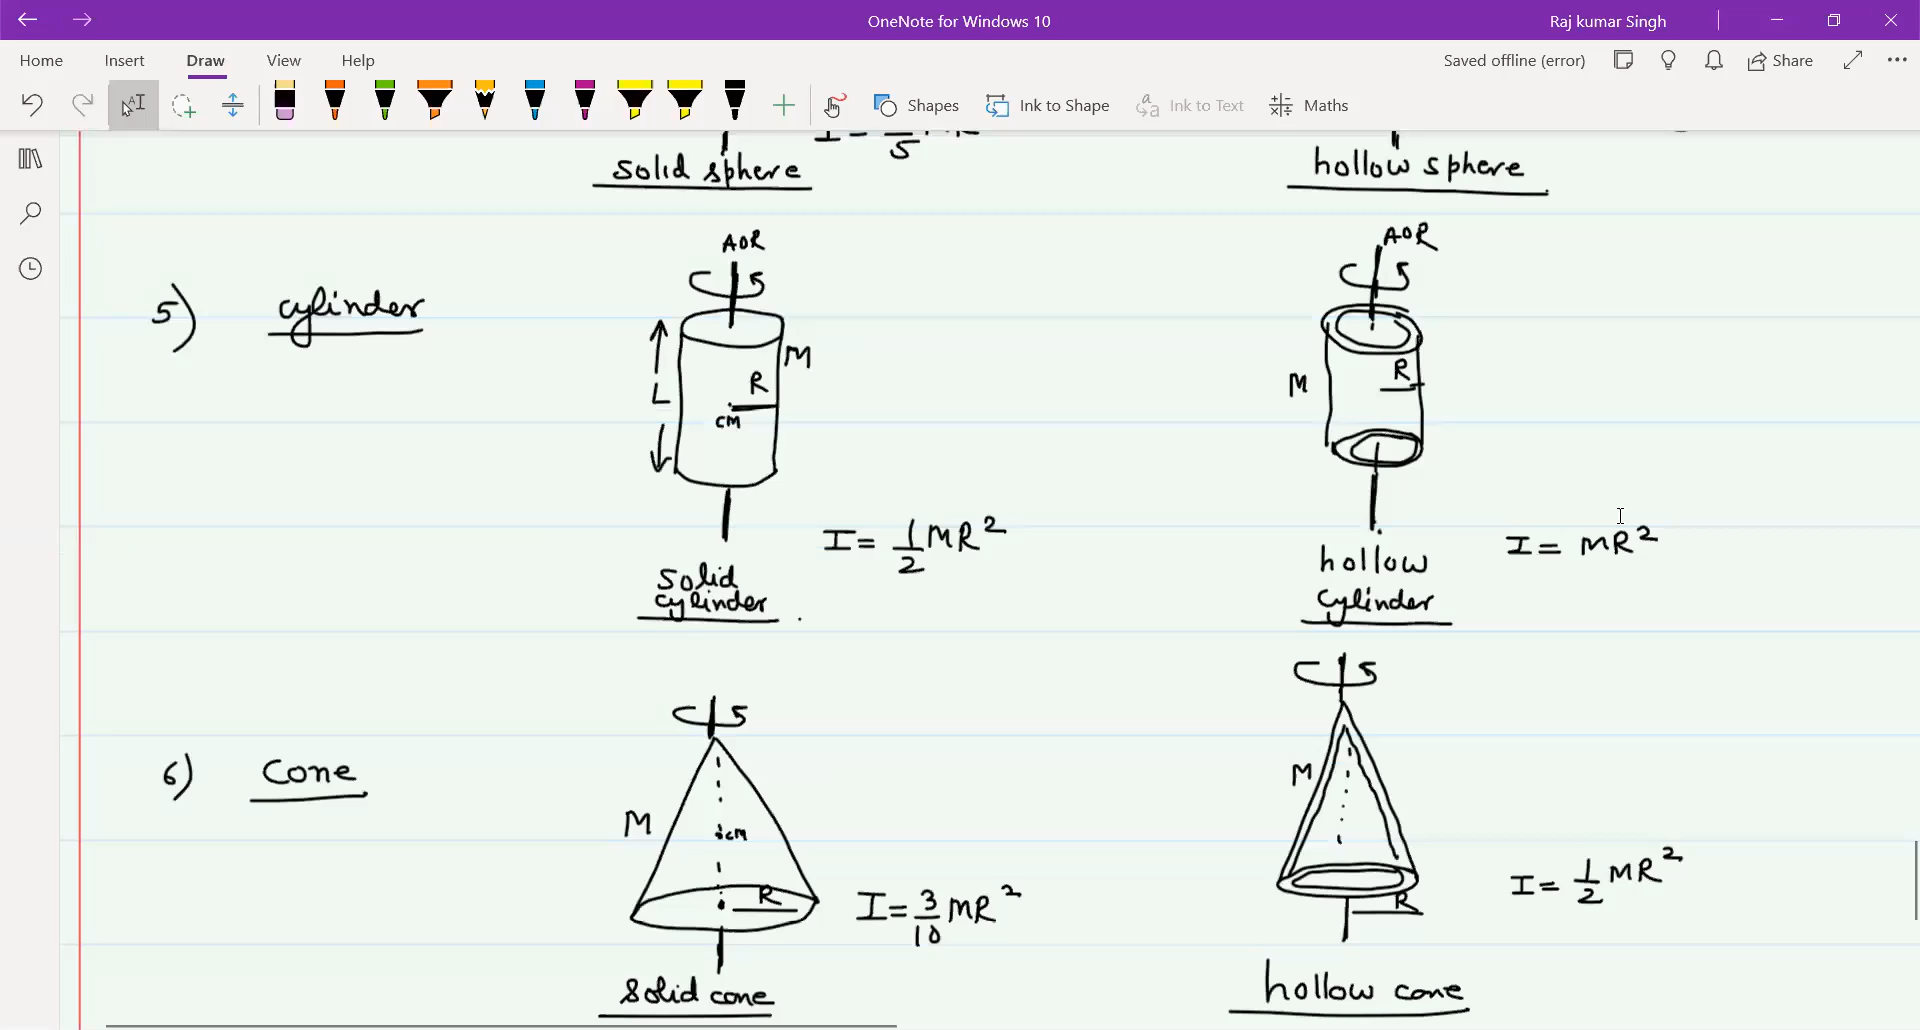 OneNote for Windows 10
Raj kumar Singh
Home Insert Draw View Help
Saved offline (error)
Share
Shapes
Ink to Shape
Ink to Text
Maths
solid sphere
hollow sphere
AOR
AOR
5) cylinder
M
L
R
CM
M
R
I = 1/2 MR²
I = MR²
solid
cylinder
hollow
cylinder
6) Cone
M
cm
R
I = 3/10 MR²
M
R
I = 1/2 MR²
solid cone
hollow cone